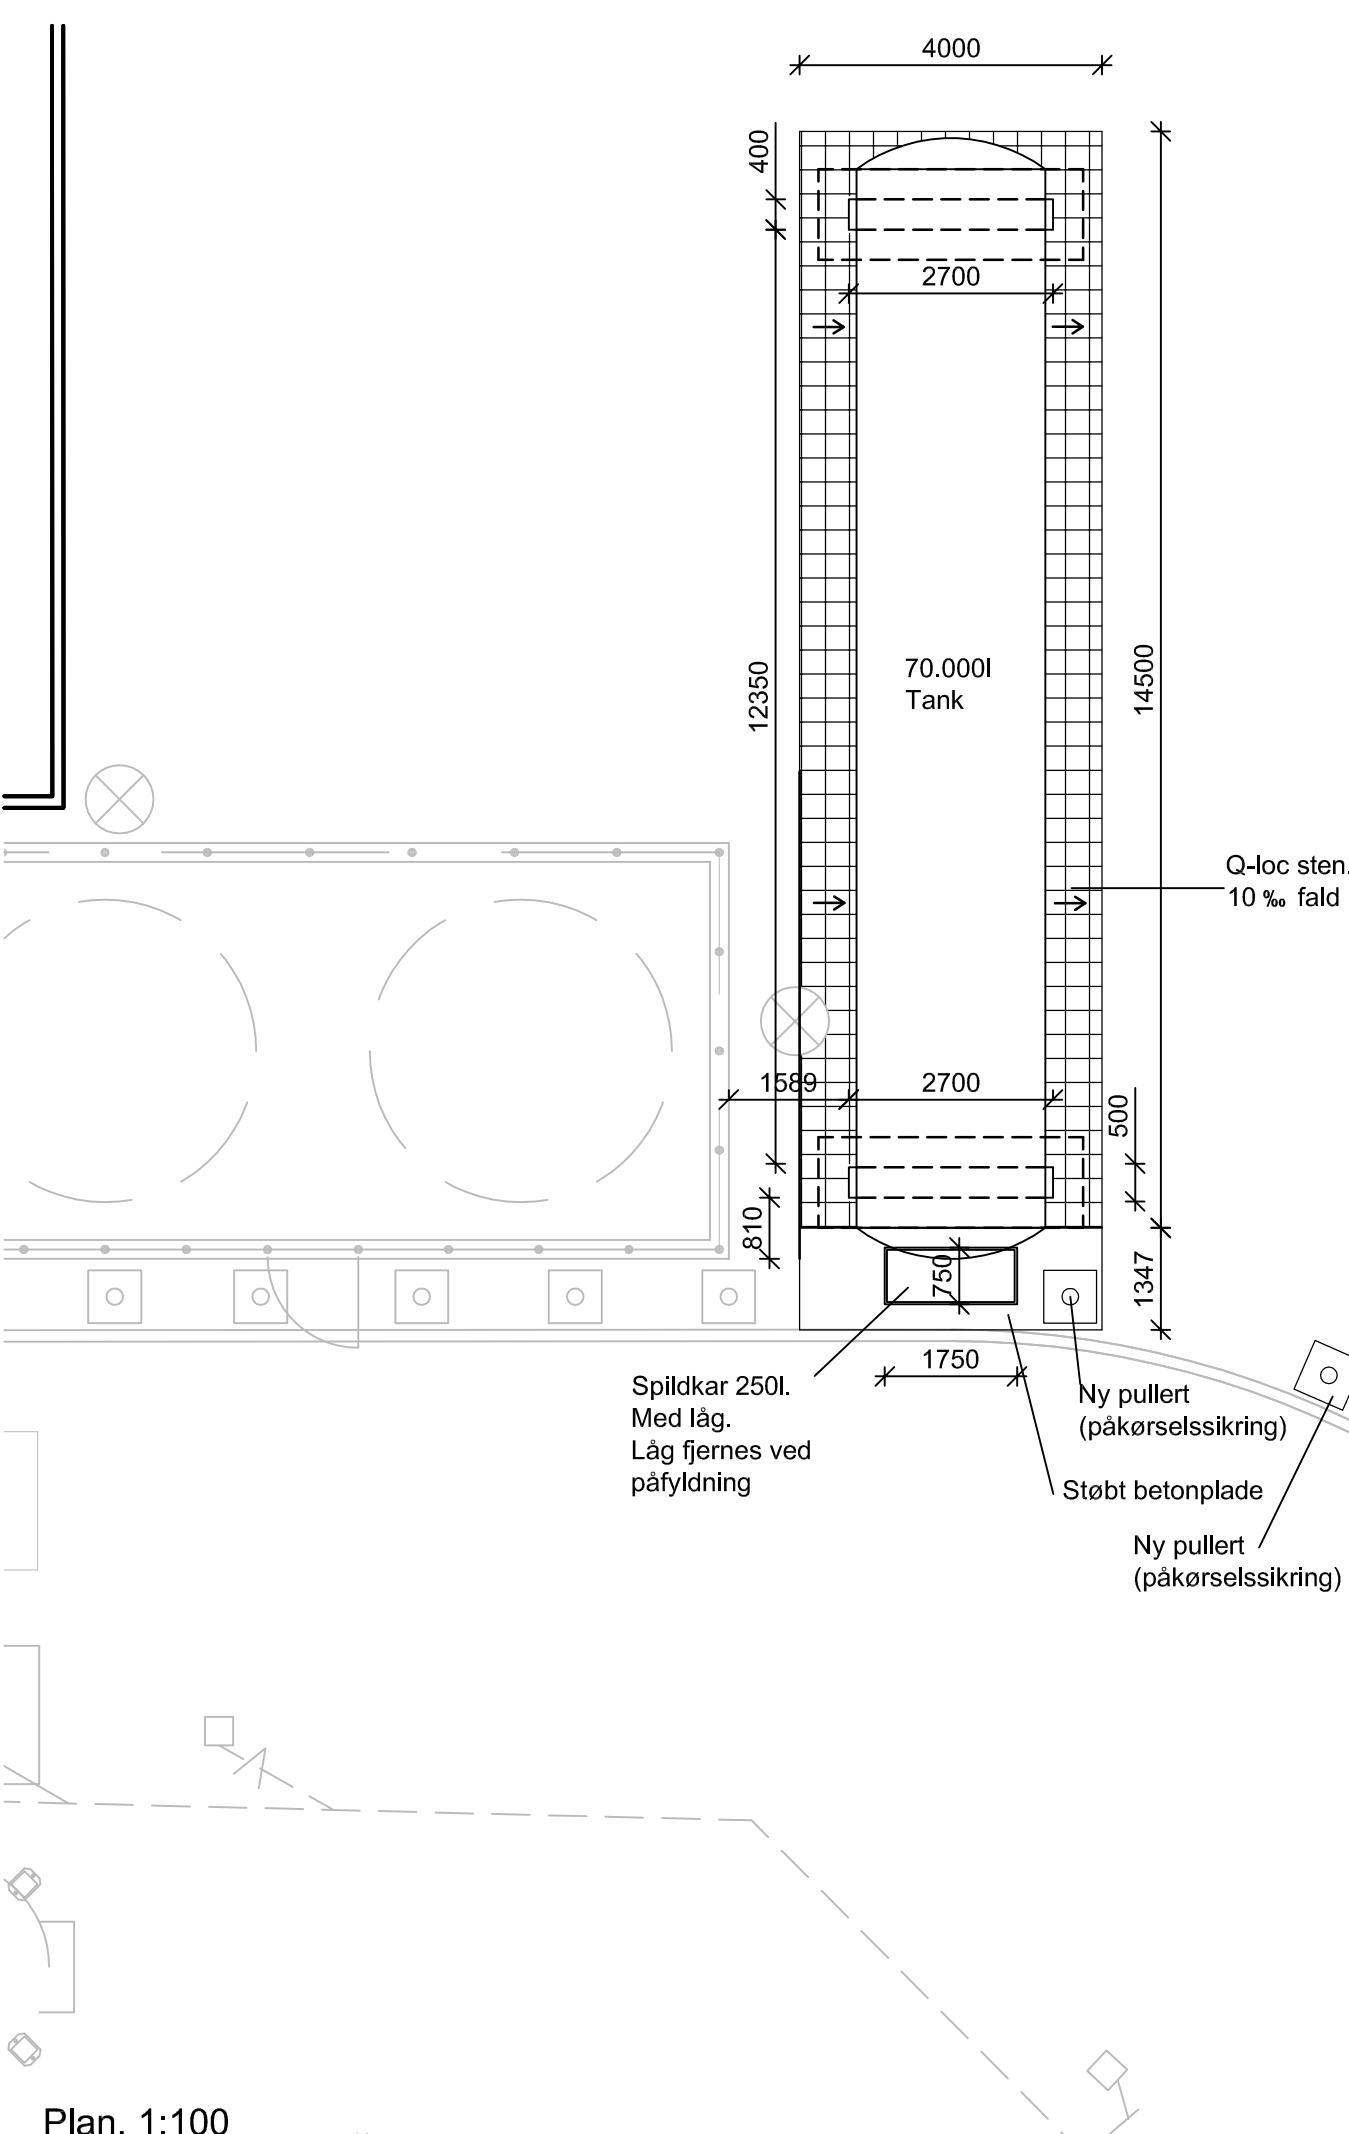 4000
400
2700
12350
70.000l
Tank
14500
Q-loc sten.
10 ‰ fald
1589
2700
500
810
750
1347
1750
Spildkar 250l.
Med låg.
Låg fjernes ved
påfyldning
Ny pullert
(påkørselssikring)
Støbt betonplade
Ny pullert
(påkørselssikring)
Plan. 1:100